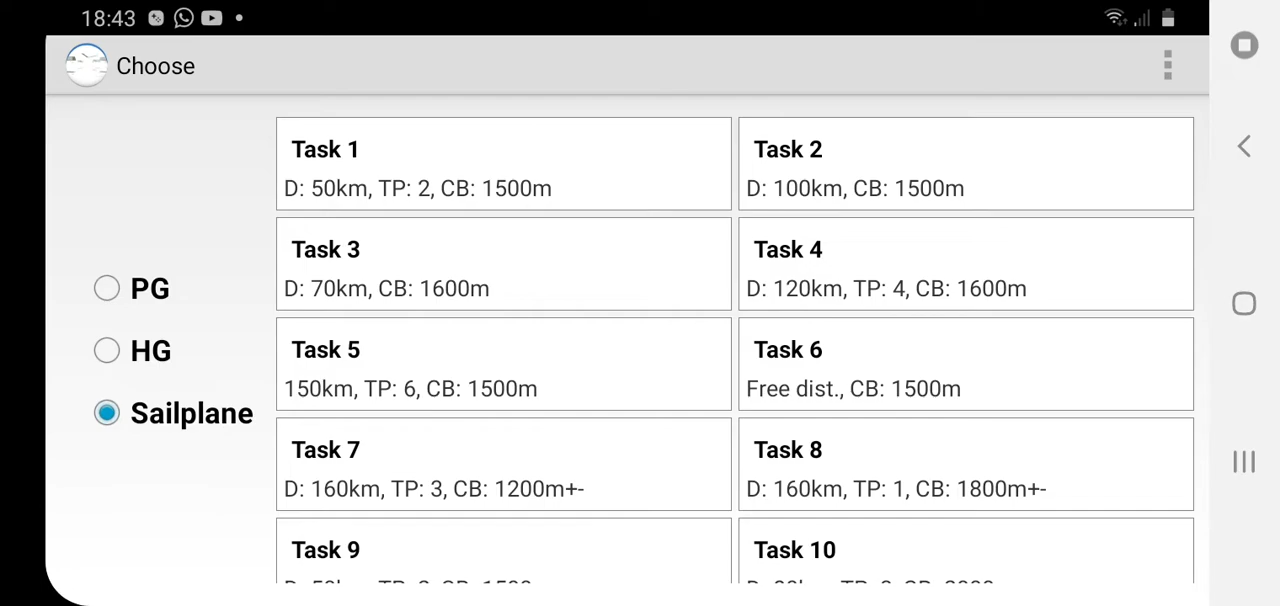 18:43
Choose
Task 1
D: 50km, TP: 2, CB: 1500m
Task 2
D: 100km, CB: 1500m
Task 3
D: 70km, CB: 1600m
Task 4
D: 120km, TP: 4, CB: 1600m
PG
HG
Sailplane
Task 5
150km, TP: 6, CB: 1500m
Task 6
Free dist., CB: 1500m
Task 7
D: 160km, TP: 3, CB: 1200m+-
Task 8
D: 160km, TP: 1, CB: 1800m+-
Task 9
Task 10